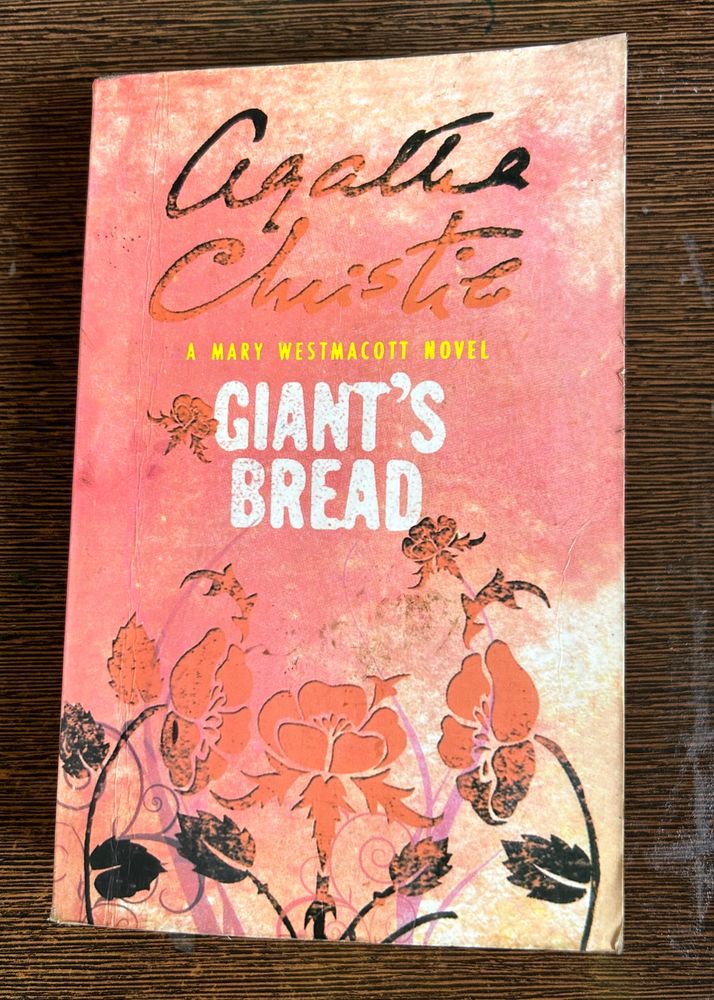 Agatha
Christie
A MARY WESTMACOTT NOVEL
GIANT'S
BREAD